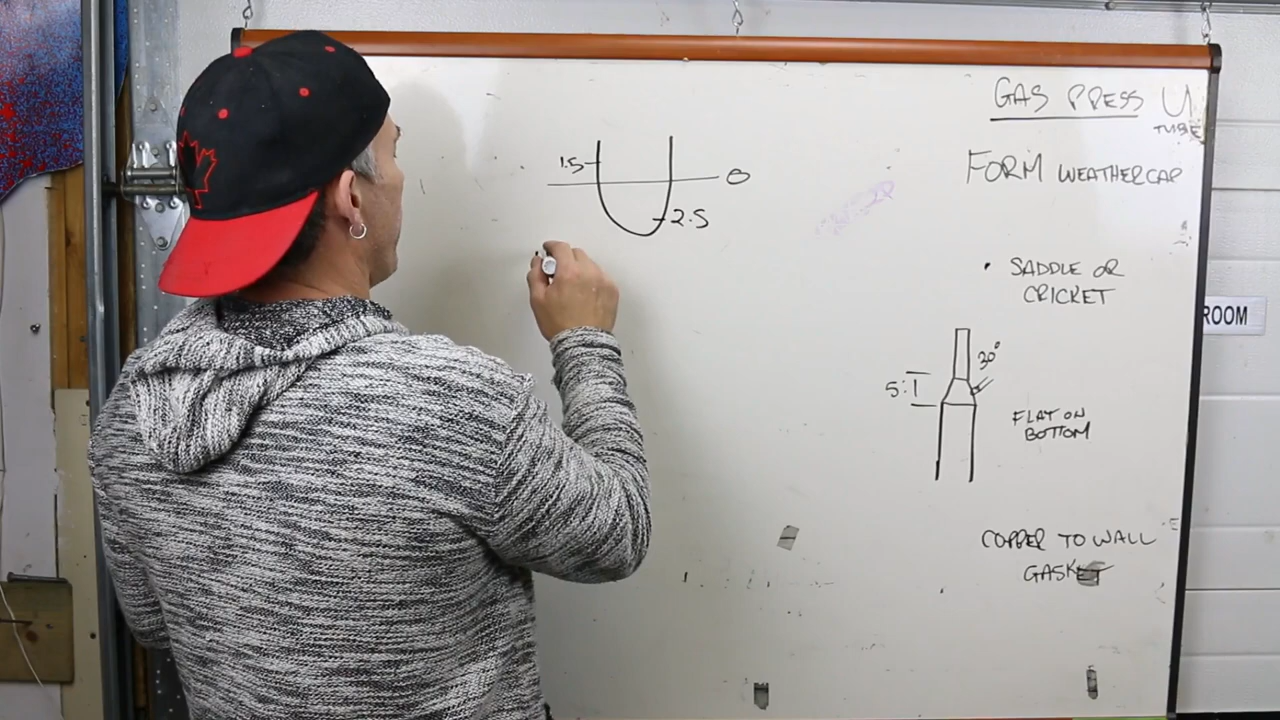 GAS PRESS U
TUBE
FORM WEATHERCAP
1.5
0
2.5
• SADDLE OR
CRICKET
30°
5:1
FLAT ON
BOTTOM
COPPER TO WALL
GASKET
ROOM